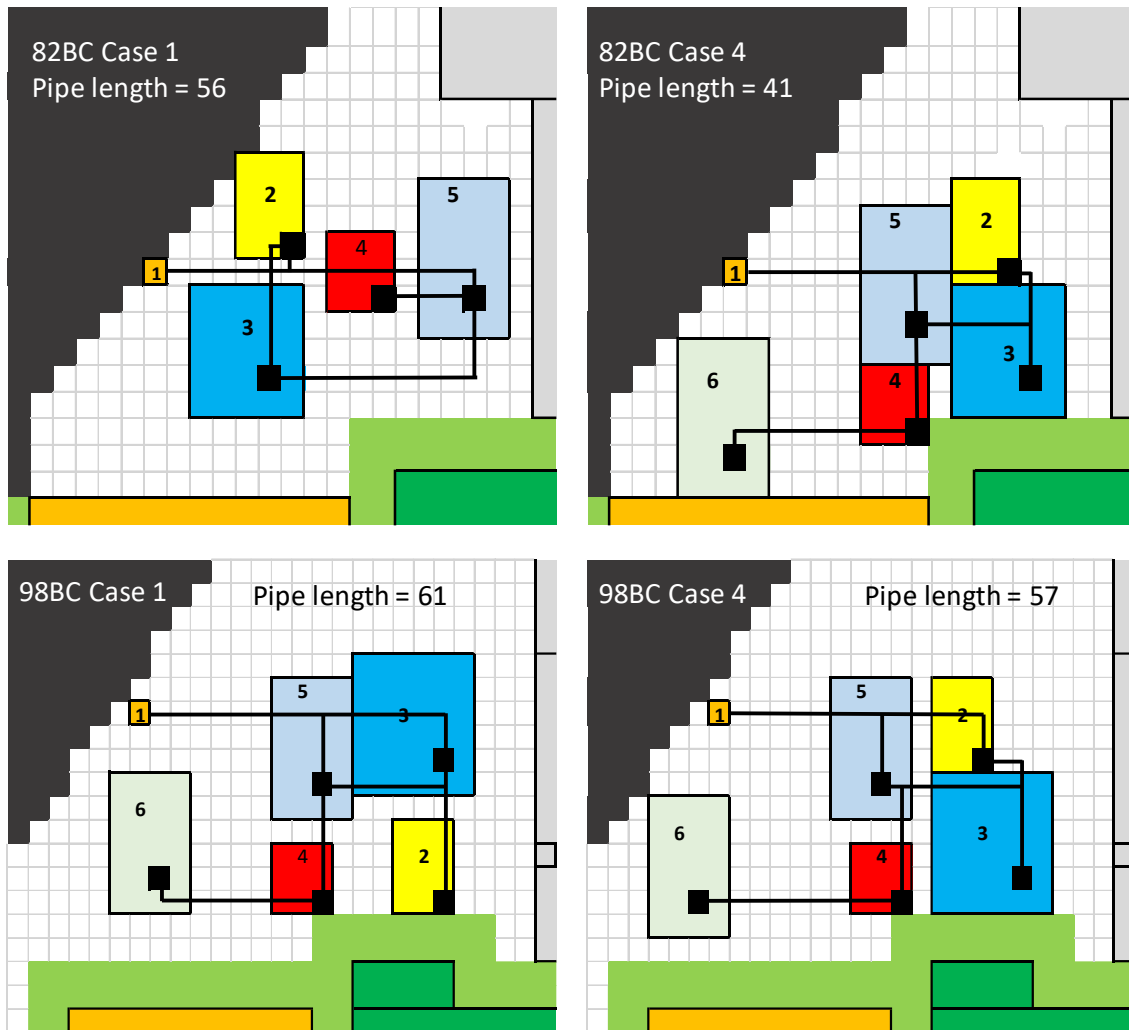 82BC Case 1
Pipe length = 56
2
5
4
1
3
82BC Case 4
Pipe length = 41
5
2
1
3
6
4
98BC Case 1
Pipe length = 61
5
3
1
6
4
2
98BC Case 4
Pipe length = 57
5
2
1
6
3
4